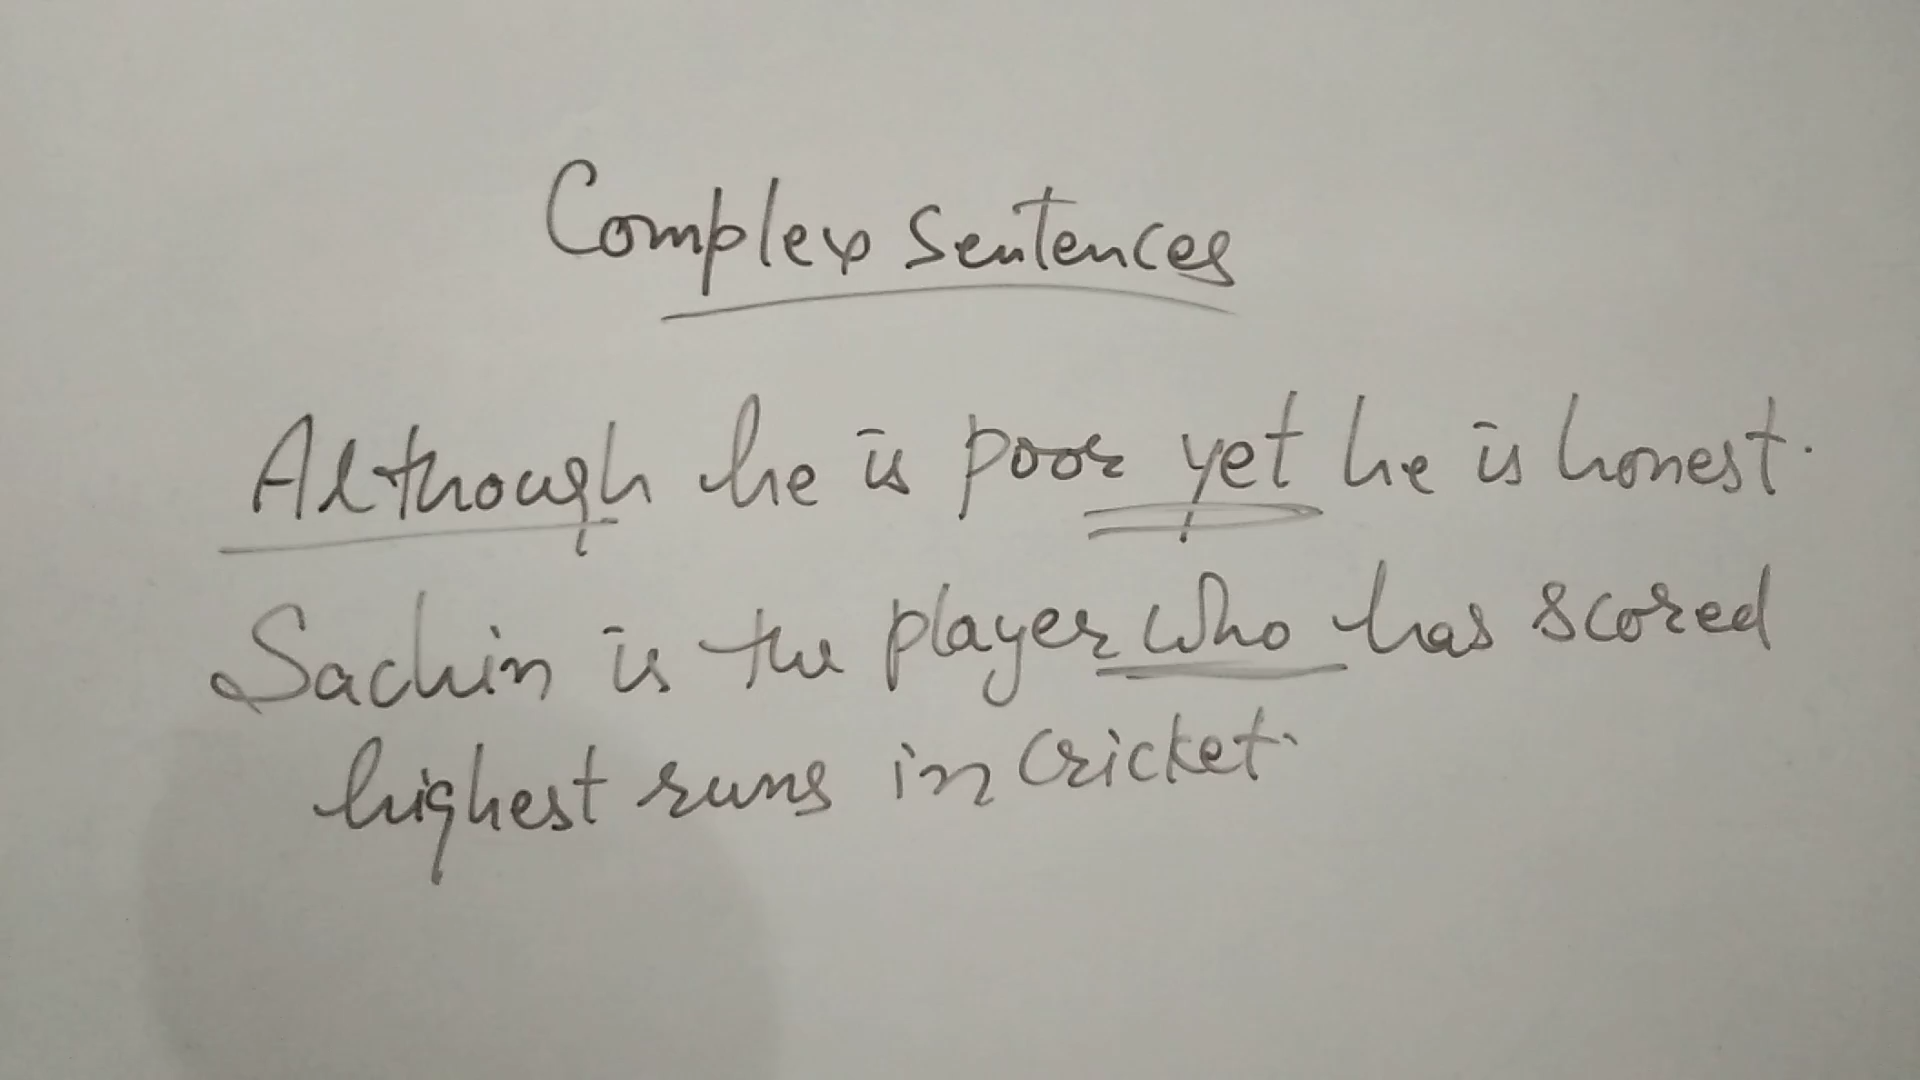 Complex Sentences
Although he is poor yet he is honest.
Sachin is the player who has scored
highest runs in cricket.